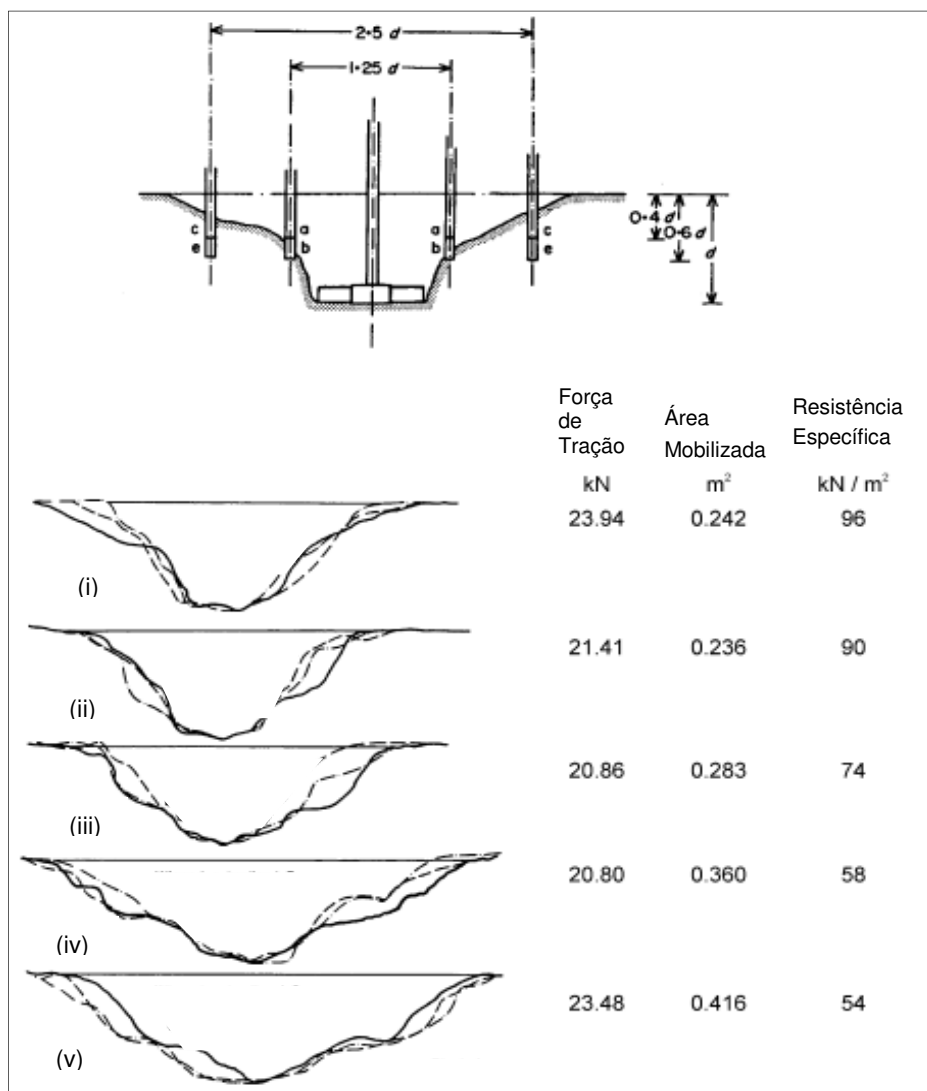 2·5 d
1·25 d
c a a c
e b b e
0·4 d
0·6 d
d
Força de Tração
Área Mobilizada
Resistência Específica
kN m² kN / m²
(i) 23.94 0.242 96
(ii) 21.41 0.236 90
(iii) 20.86 0.283 74
(iv) 20.80 0.360 58
(v) 23.48 0.416 54